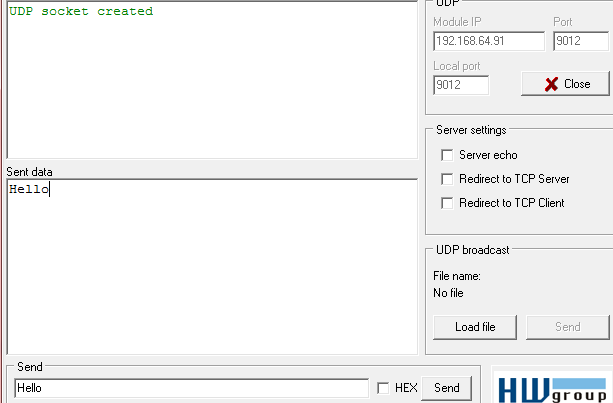 UDP socket created
Sent data
Hello
Send
Hello
HEX
Send
UDP
Module IP
Port
192.168.64.91
9012
Local port
9012
Close
Server settings
Server echo
Redirect to TCP Server
Redirect to TCP Client
UDP broadcast
File name:
No file
Load file
Send
HW
group